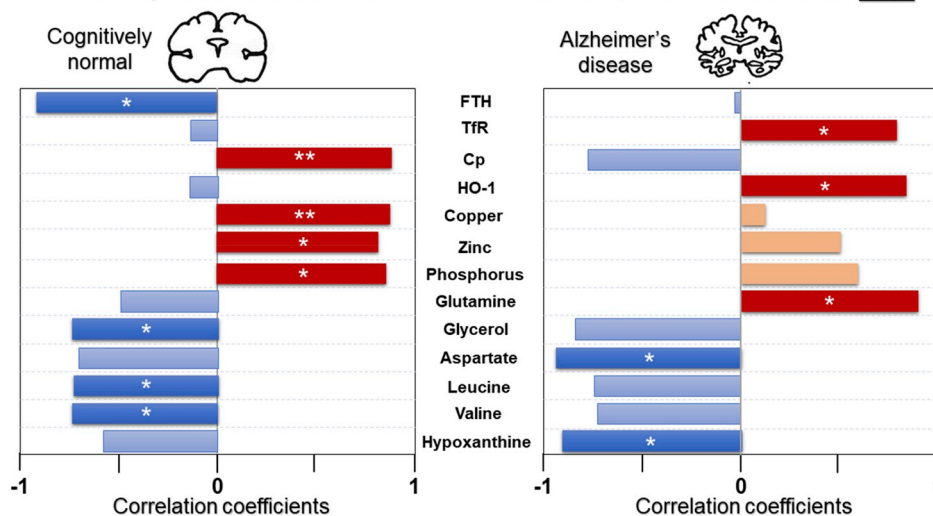 Cognitively
normal
Alzheimer's
disease
*
FTH
TfR
*
**
Cp
HO-1
*
**
Copper
*
Zinc
*
Phosphorus
Glutamine
*
*
Glycerol
Aspartate
*
*
Leucine
*
Valine
Hypoxanthine
*
-1
0
1
-1
0
Correlation coefficients
Correlation coefficients